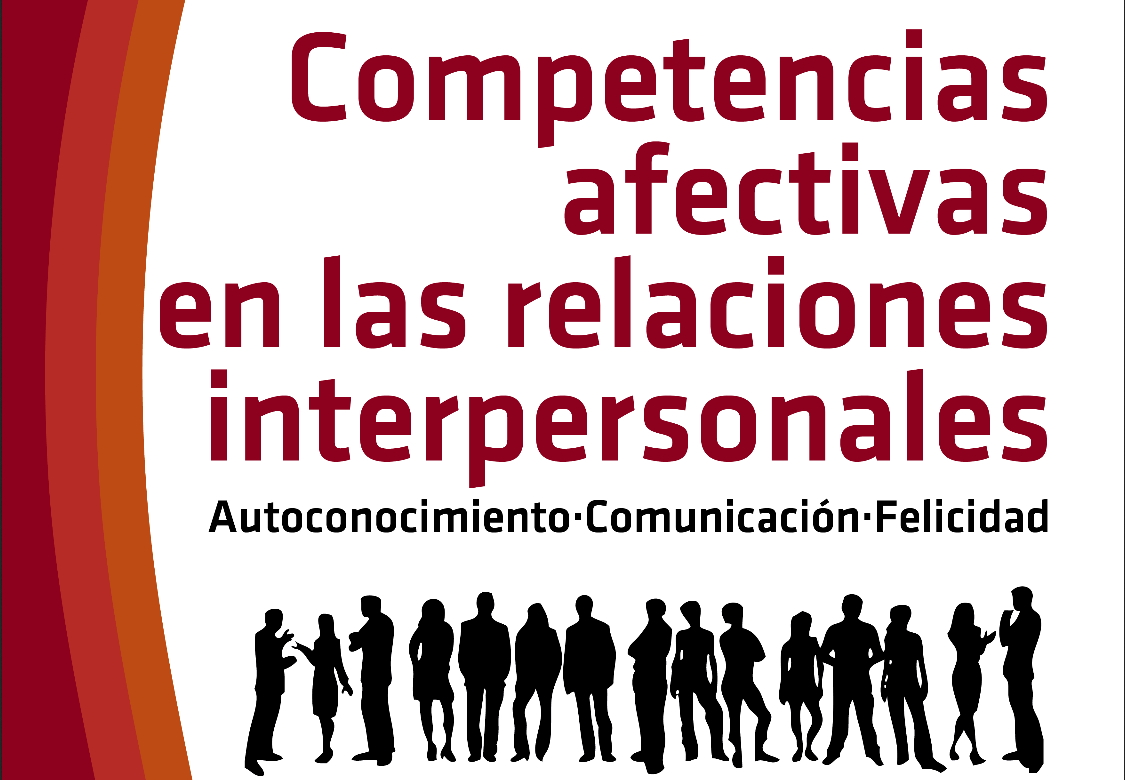 Competencias
afectivas
en las relaciones
interpersonales
Autoconocimiento·Comunicación·Felicidad